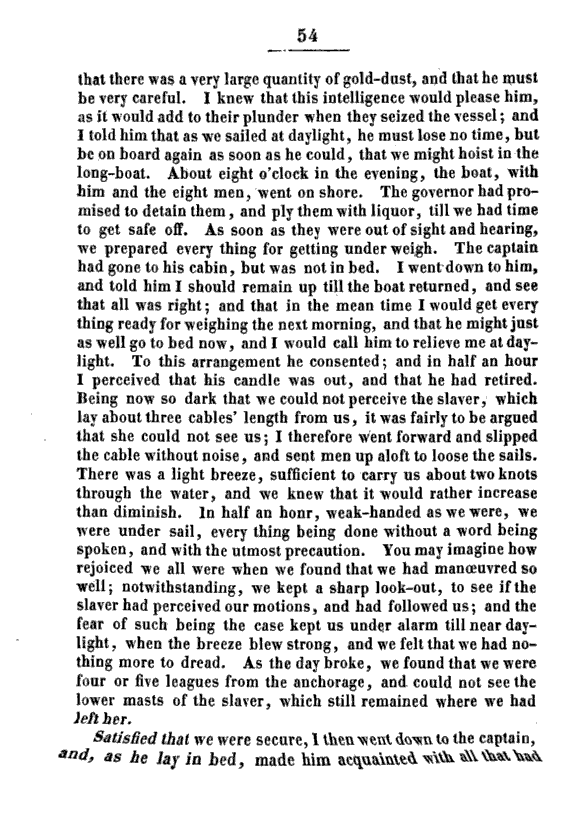 54
that there was a very large quantity of gold-dust, and that he must
be very careful. I knew that this intelligence would please him,
as it would add to their plunder when they seized the vessel; and
I told him that as we sailed at daylight, he must lose no time, but
be on board again as soon as he could, that we might hoist in the
long-boat. About eight o'clock in the evening, the boat, with
him and the eight men, went on shore. The governor had pro-
mised to detain them, and ply them with liquor, till we had time
to get safe off. As soon as they were out of sight and hearing,
we prepared every thing for getting under weigh. The captain
had gone to his cabin, but was not in bed. I went down to him,
and told him I should remain up till the boat returned, and see
that all was right; and that in the mean time I would get every
thing ready for weighing the next morning, and that he might just
as well go to bed now, and I would call him to relieve me at day-
light. To this arrangement he consented; and in half an hour
I perceived that his candle was out, and that he had retired.
Being now so dark that we could not perceive the slaver, which
lay about three cables' length from us, it was fairly to be argued
that she could not see us; I therefore went forward and slipped
the cable without noise, and sent men up aloft to loose the sails.
There was a light breeze, sufficient to carry us about two knots
through the water, and we knew that it would rather increase
than diminish. In half an honr, weak-handed as we were, we
were under sail, every thing being done without a word being
spoken, and with the utmost precaution. You may imagine how
rejoiced we all were when we found that we had manœuvred so
well; notwithstanding, we kept a sharp look-out, to see if the
slaver had perceived our motions, and had followed us; and the
fear of such being the case kept us under alarm till near day-
light, when the breeze blew strong, and we felt that we had no-
thing more to dread. As the day broke, we found that we were
four or five leagues from the anchorage, and could not see the
lower masts of the slaver, which still remained where we had
left her.
Satisfied that we were secure, I then went down to the captain,
and, as he lay in bed, made him acquainted with all that had